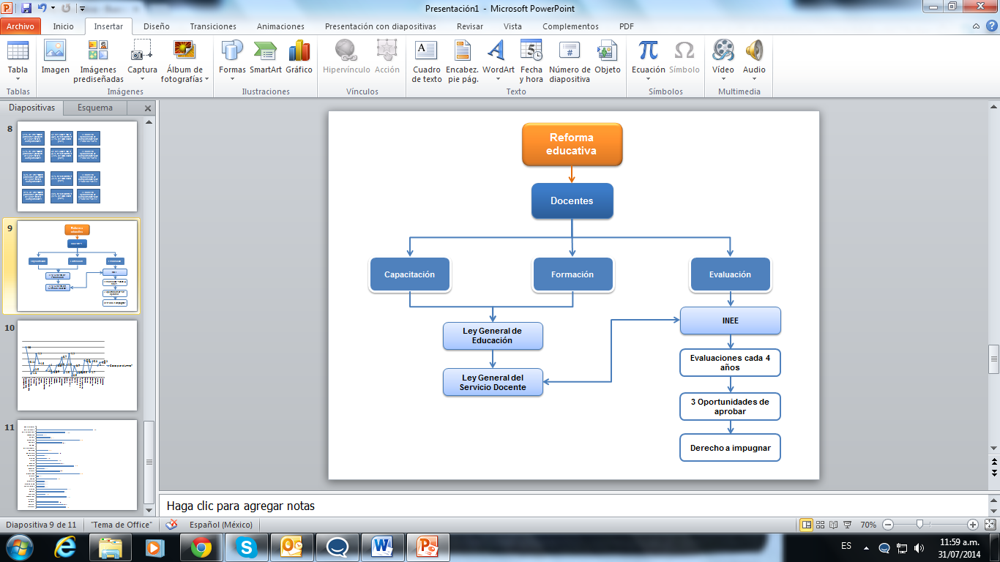 Presentación1 - Microsoft PowerPoint
Archivo Inicio Insertar Diseño Transiciones Animaciones Presentación con diapositivas Revisar Vista Complementos PDF
Tabla
Imagen
Imágenes
prediseñadas
Captura
Álbum de
fotografías
Formas
SmartArt
Gráfico
Hipervínculo
Acción
Cuadro
de texto
Encabez.
pie pág.
WordArt
Fecha
y hora
Número de
diapositiva
Objeto
Ecuación
Símbolo
Vídeo
Audio
Tablas Imágenes Ilustraciones Vínculos Texto Símbolos Multimedia
Diapositivas Esquema
8
9
10
11
Reforma
educativa
Docentes
Capacitación Formación Evaluación
Ley General de
Educación
Ley General del
Servicio Docente
INEE
Evaluaciones cada 4
años
3 Oportunidades de
aprobar
Derecho a impugnar
Haga clic para agregar notas
Diapositiva 9 de 11 "Tema de Office" Español (México) 70%
ES 11:59 a.m.
31/07/2014